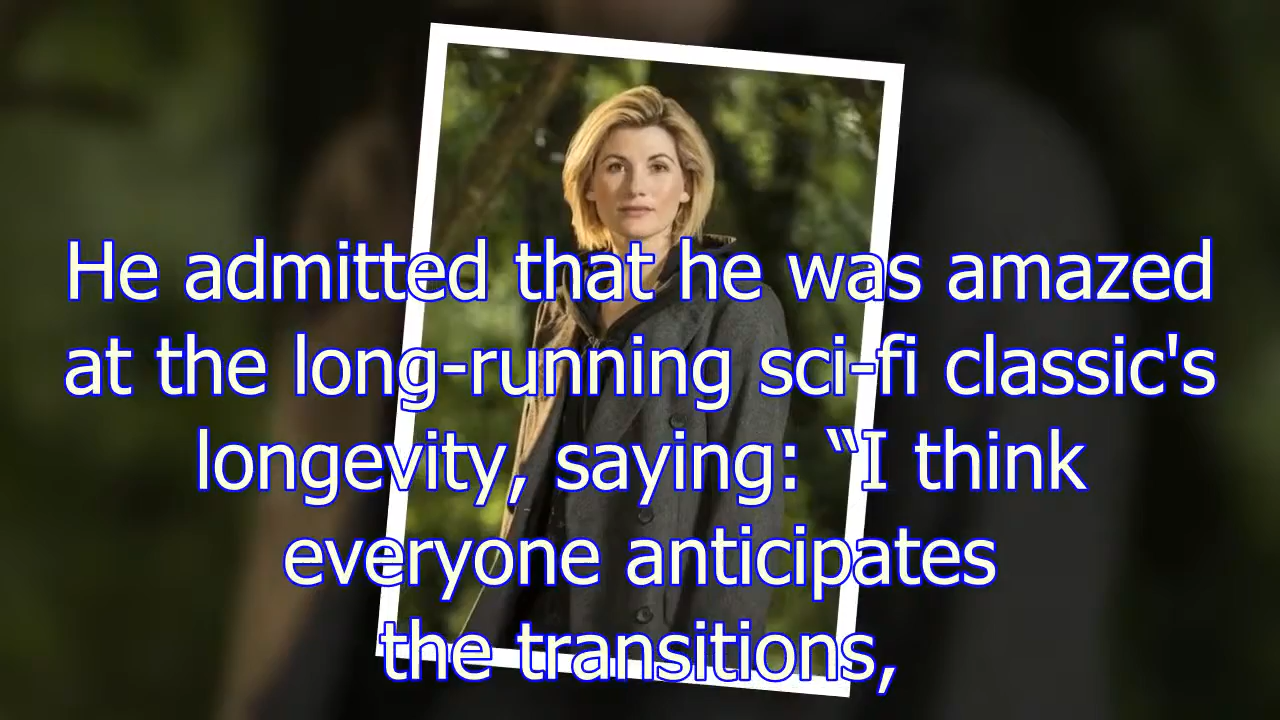 He admitted that he was amazed
at the long-running sci-fi classic's
longevity, saying: “I think
everyone anticipates
the transitions,